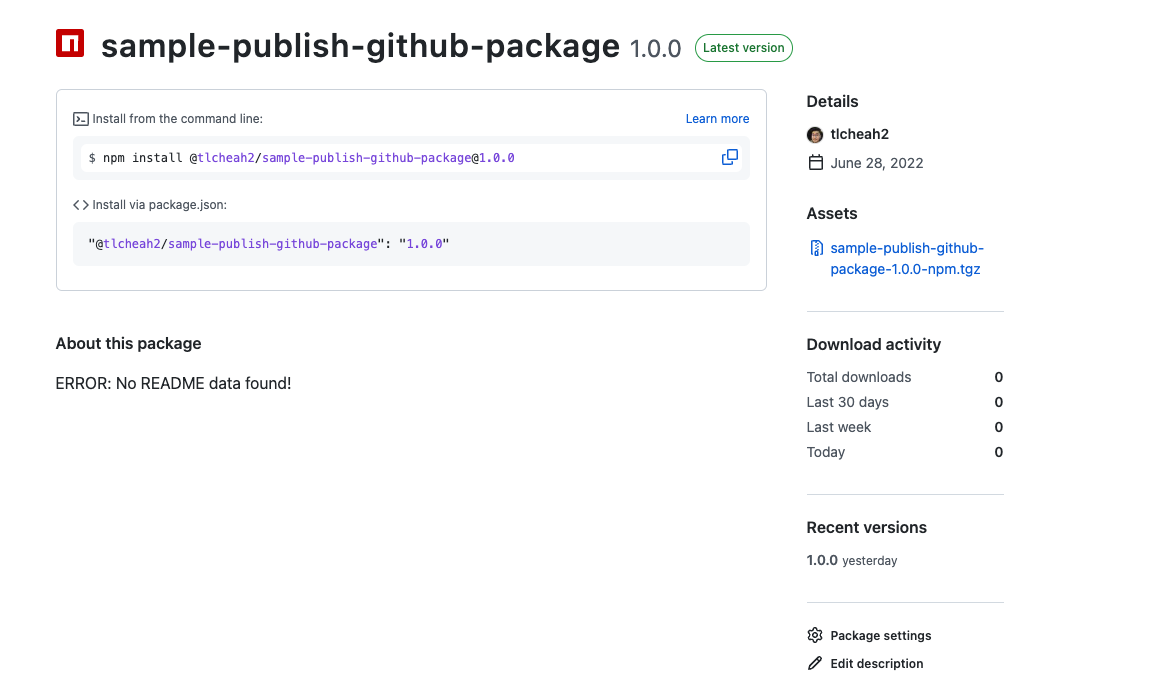 sample-publish-github-package 1.0.0 Latest version
Install from the command line:
Learn more
$ npm install @tlcheah2/sample-publish-github-package@1.0.0
Install via package.json:
"@tlcheah2/sample-publish-github-package": "1.0.0"
About this package
ERROR: No README data found!
Details
tlcheah2
June 28, 2022
Assets
sample-publish-github-
package-1.0.0-npm.tgz
Download activity
Total downloads 0
Last 30 days 0
Last week 0
Today 0
Recent versions
1.0.0 yesterday
Package settings
Edit description